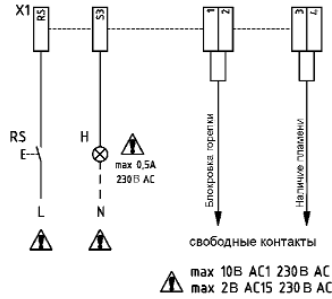 X1
RS
S3
1
2
3
4
RS
E
H
max 0,5A
230В AC
L
N
Блокровка горелки
Наличие пламени
свободные контакты
max 10В AC1 230В AC
max 2В AC15 230В AC